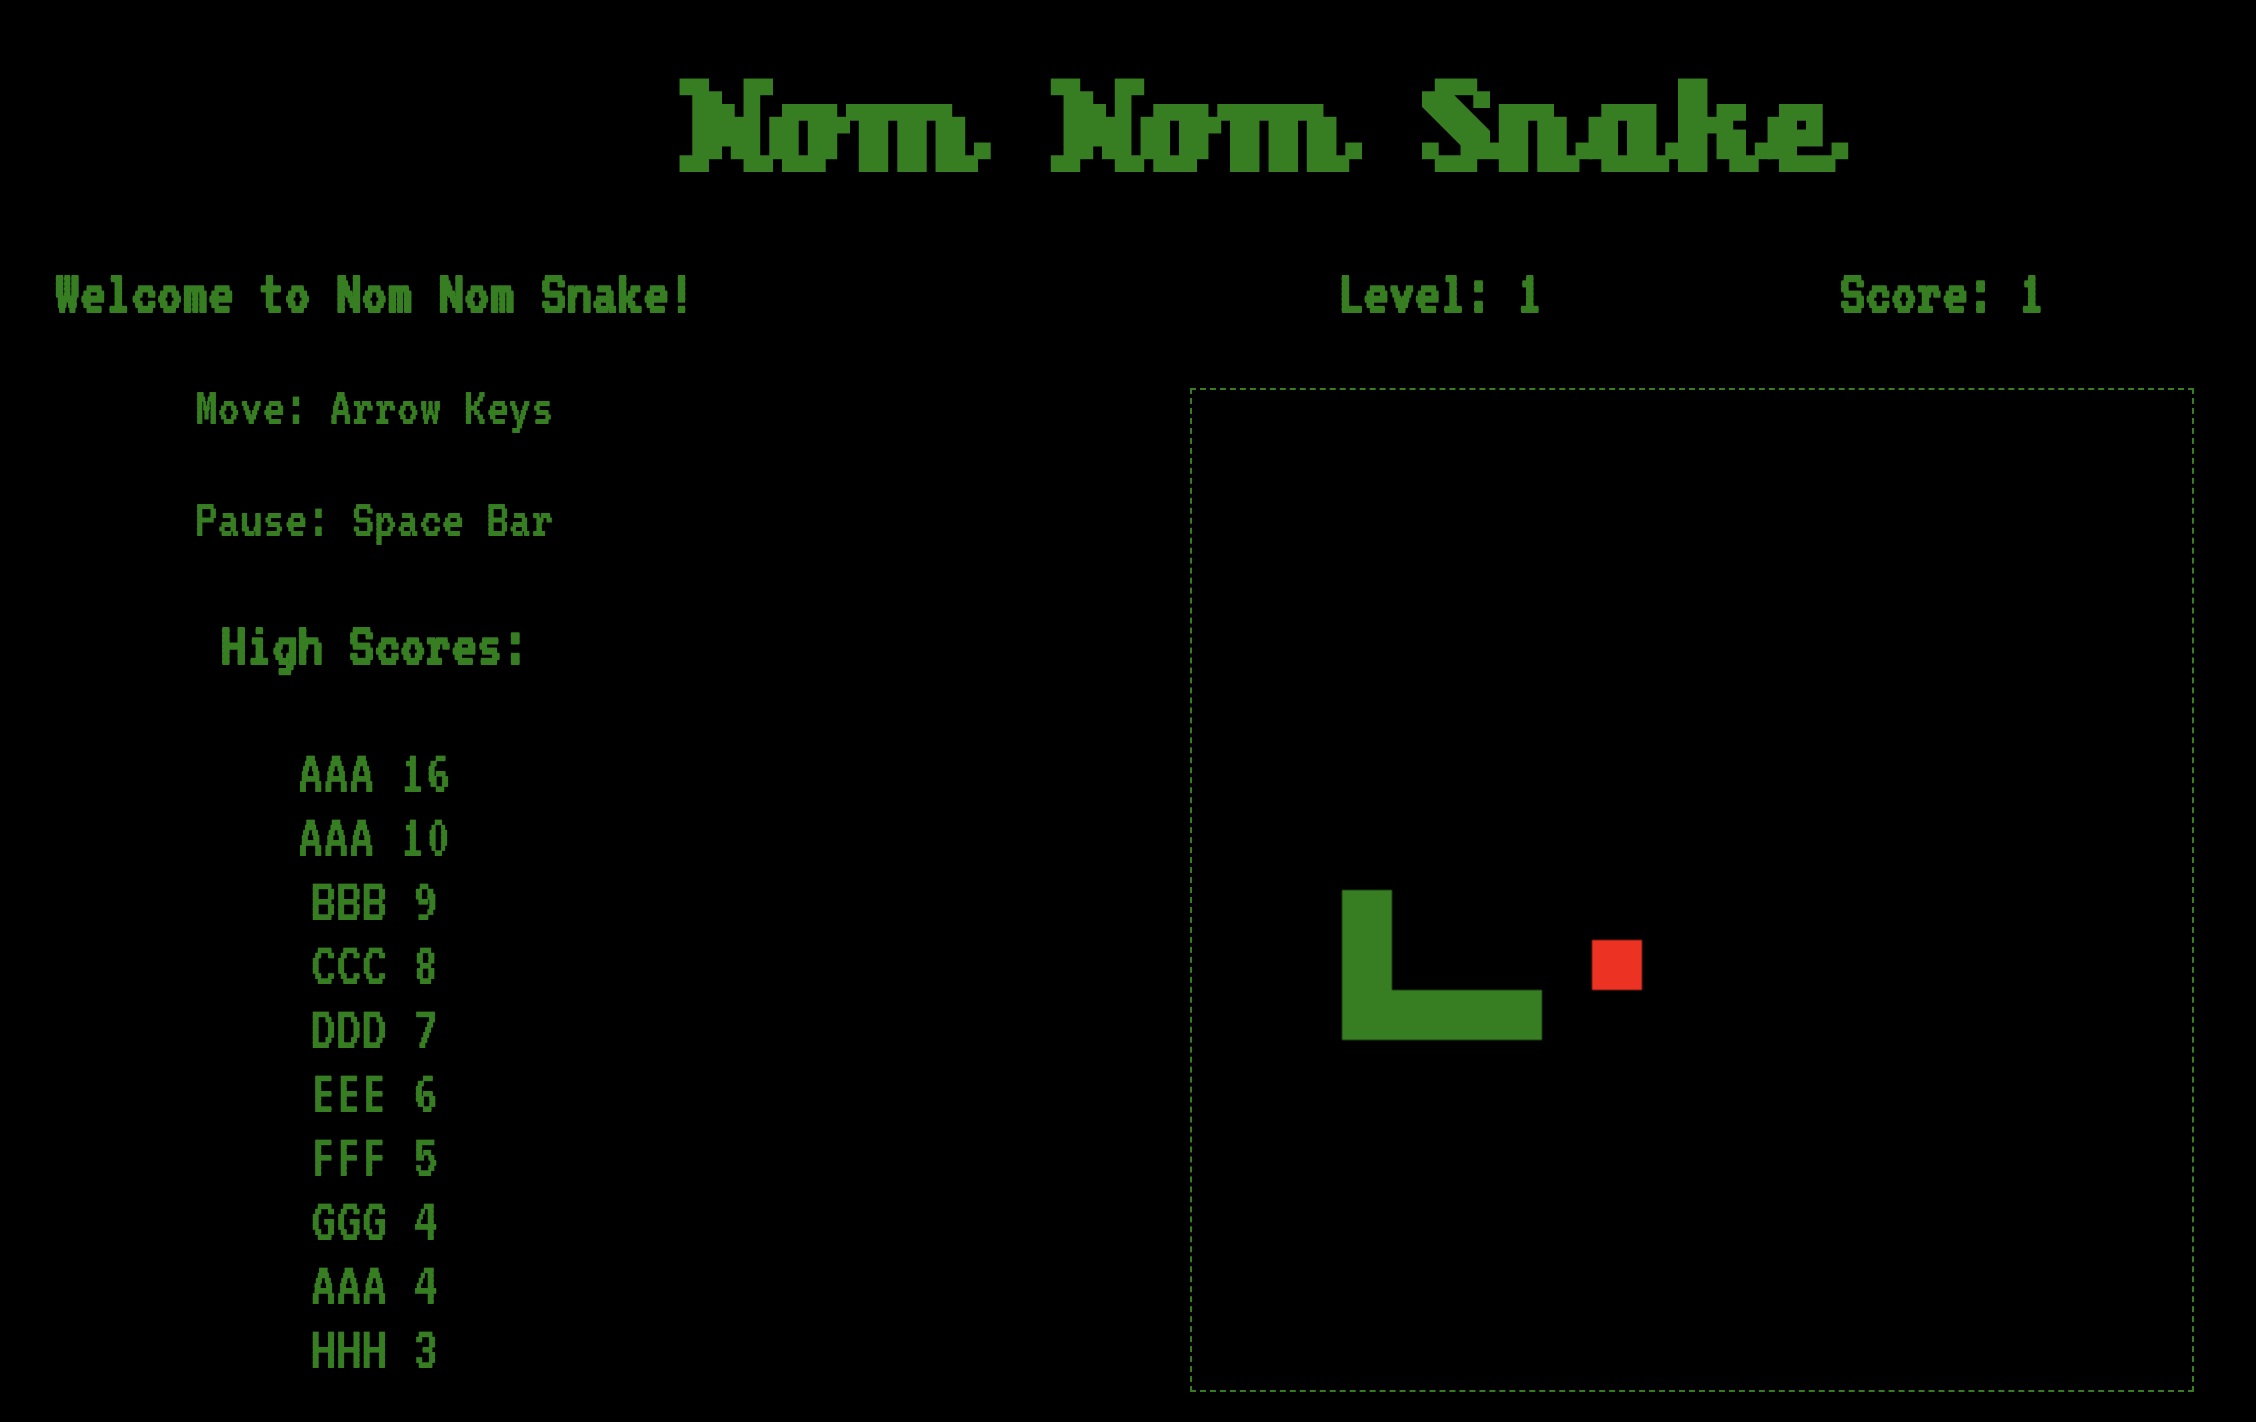 Nom Nom Snake
Welcome to Nom Nom Snake!
Level: 1
Score: 1
Move: Arrow Keys
Pause: Space Bar
High Scores:
AAA 16
AAA 10
BBB 9
CCC 8
DDD 7
EEE 6
FFF 5
GGG 4
AAA 4
HHH 3